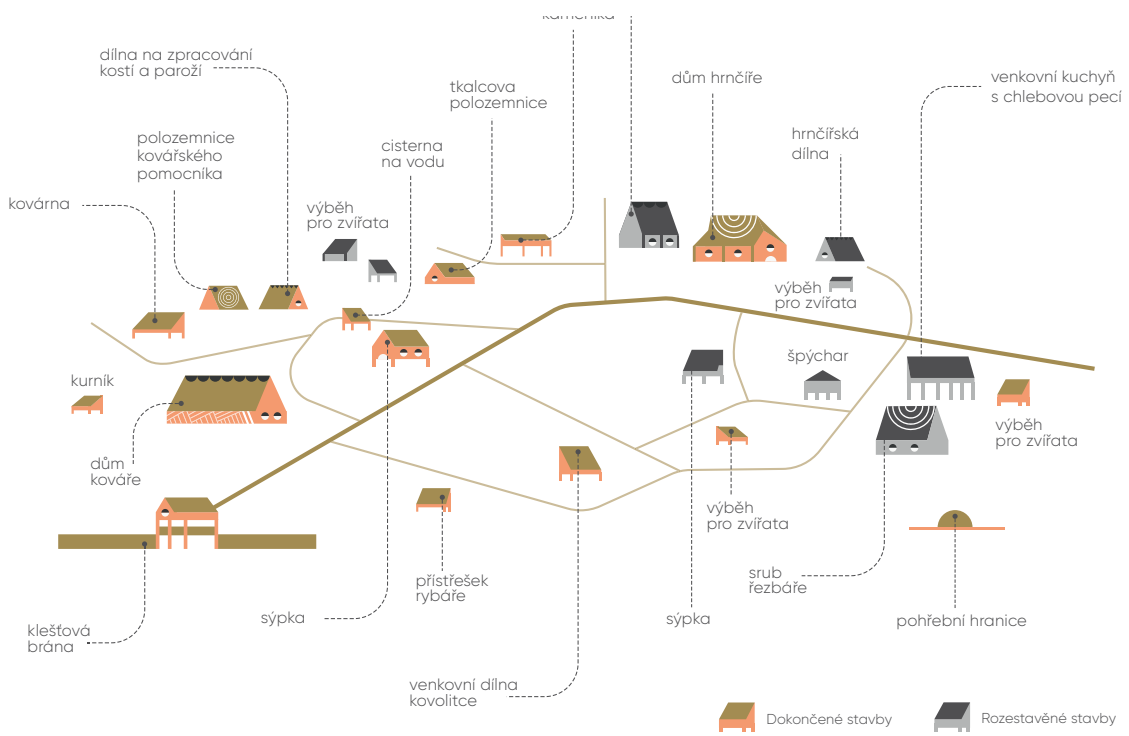 dílna na zpracování
kostí a paroží
tkalcova
polozemnice
dům hrnčíře
venkovní kuchyň
s chlebovou pecí
polozemnice
kovářského
pomocníka
cisterna
na vodu
hrnčířská
dílna
kovárna
výběh
pro zvířata
výběh
pro zvířata
kurník
špýchar
výběh
pro zvířata
dům
kováře
výběh
pro zvířata
přístřešek
rybáře
srub
řezbáře
sýpka
sýpka
pohřební hranice
klešťová
brána
venkovní dílna
kovolitce
Dokončené stavby
Rozestavěné stavby